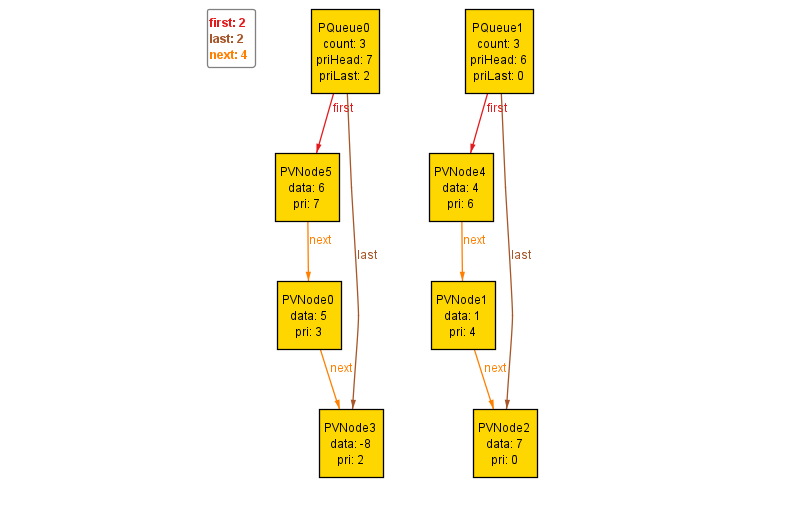 first: 2
last: 2
next: 4
PQueue0
count: 3
priHead: 7
priLast: 2
PQueue1
count: 3
priHead: 6
priLast: 0
first
first
PVNode5
data: 6
pri: 7
PVNode4
data: 4
pri: 6
next
next
last
last
PVNode0
data: 5
pri: 3
PVNode1
data: 1
pri: 4
next
next
PVNode3
data: -8
pri: 2
PVNode2
data: 7
pri: 0